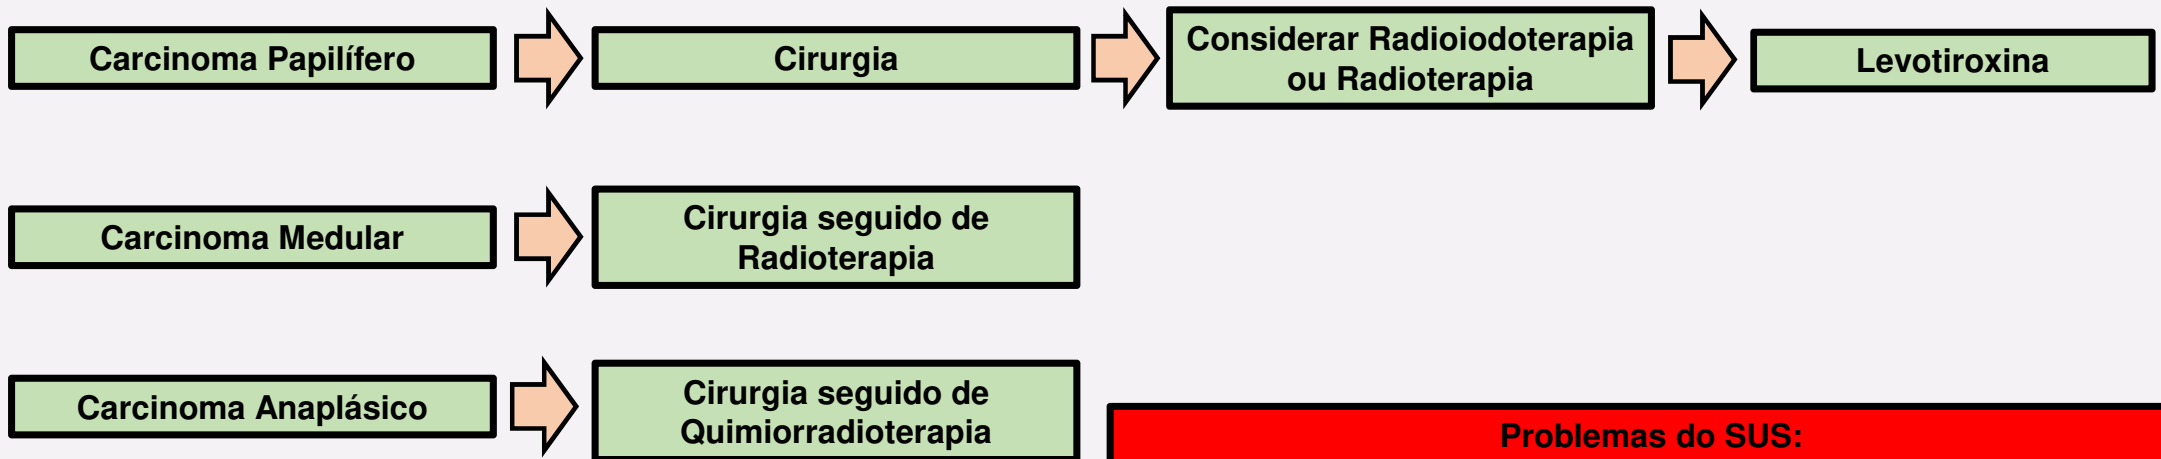 Carcinoma Papilífero
Cirurgia
Considerar Radioiodoterapia
ou Radioterapia
Levotiroxina
Carcinoma Medular
Cirurgia seguido de
Radioterapia
Carcinoma Anaplásico
Cirurgia seguido de
Quimiorradioterapia
Problemas do SUS: